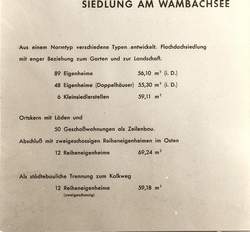 SIEDLUNG AM WAMBACHSEE
Aus einem Normtyp verschiedene Typen entwickelt. Flachdachsiedlung
mit enger Beziehung zum Garten und zur Landschaft.
89 Eigenheime 56,10 m² (i. D.)
48 Eigenheime (Doppelhäuser) 55,30 m² (i. D.)
6 Kleinsiedlerstellen 59,11 m²
Ortskern mit Läden und
50 Geschoßwohnungen als Zeilenbau.
Abschluß mit zweigeschossigen Reiheneigenheimen im Osten
12 Reiheneigenheime 69,24 m²
Als städtebauliche Trennung zum Kalkweg
12 Reiheneigenheime 59,18 m²
(zweigeschossig)